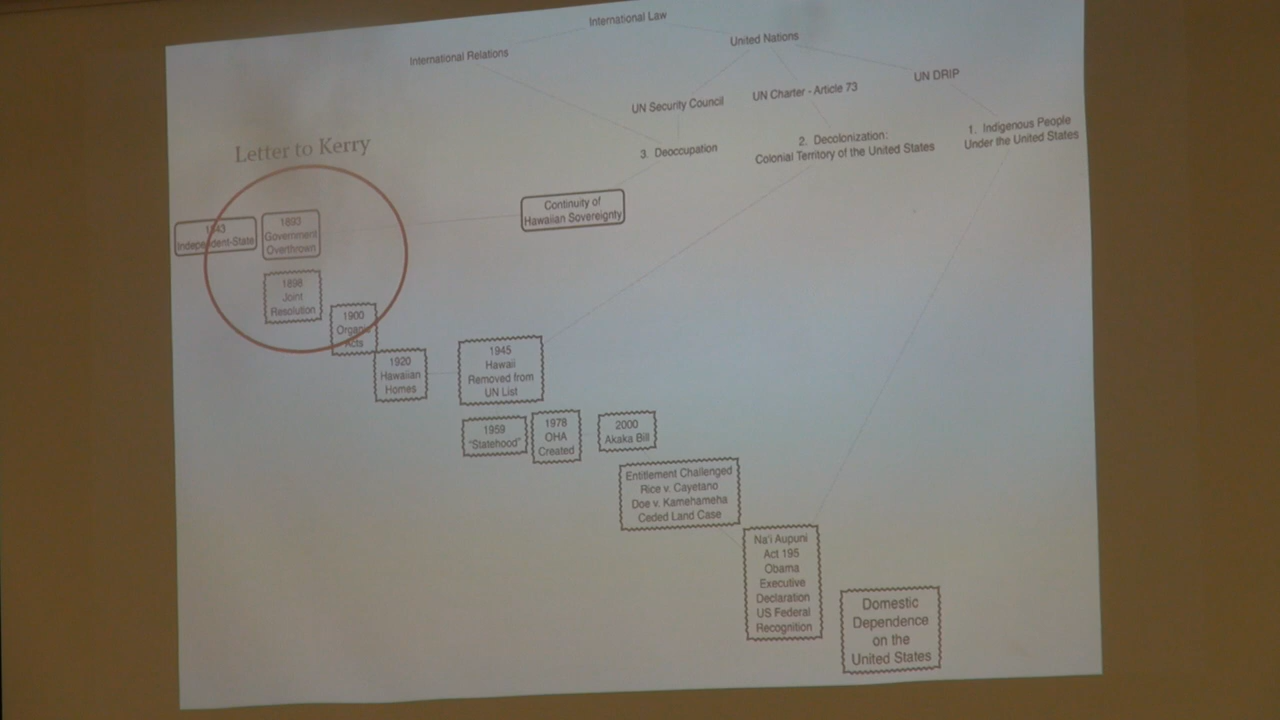 International Law
International Relations
United Nations
UN Security Council
UN Charter - Article 73
UN DRIP
3. Deoccupation
2. Decolonization:
Colonial Territory of the United States
1. Indigenous People
Under the United States
Letter to Kerry
Continuity of
Hawaiian Sovereignty
1843
Independent-State
1893
Government
Overthrown
1898
Joint
Resolution
1900
Organic
Acts
1920
Hawaiian
Homes
1945
Hawaii
Removed from
UN List
1959
"Statehood"
1978
OHA
Created
2000
Akaka Bill
Entitlement Challenged
Rice v. Cayetano
Doe v. Kamehameha
Ceded Land Case
Na'i Aupuni
Act 195
Obama
Executive
Declaration
US Federal
Recognition
Domestic
Dependence
on the
United States